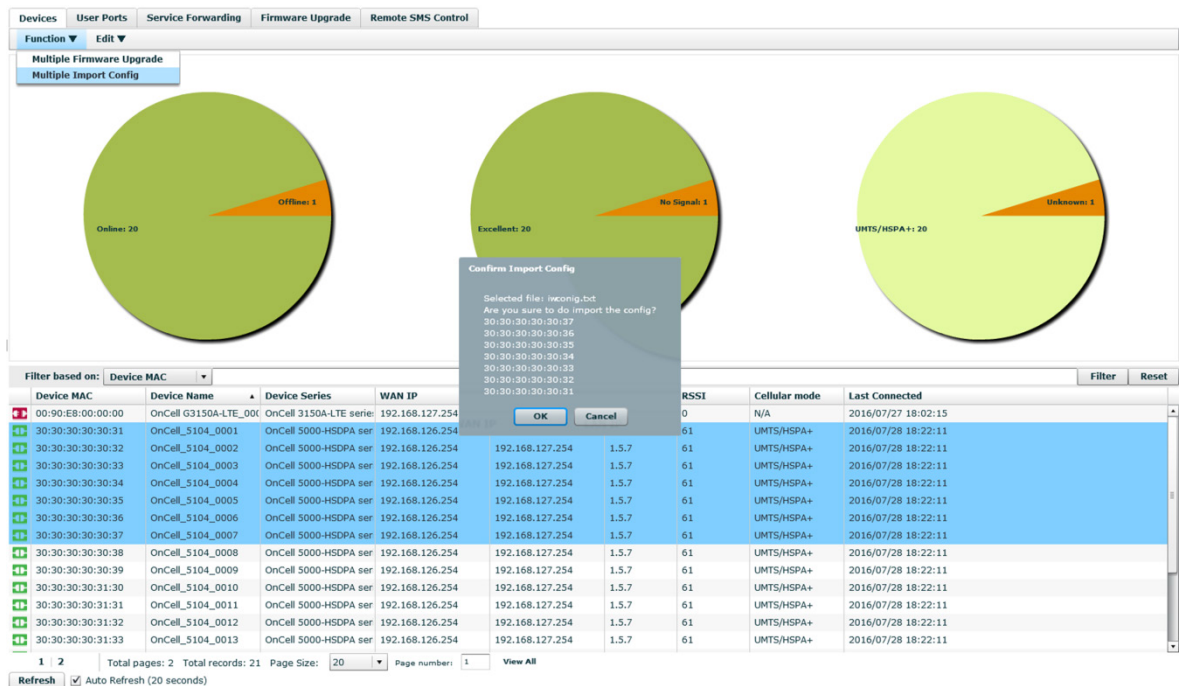 Devices User Ports Service Forwarding Firmware Upgrade Remote SMS Control
Function ▼ Edit ▼
Multiple Firmware Upgrade
Multiple Import Config
Offline: 1
Online: 20
No Signal: 1
Excellent: 20
Unknown: 1
UMTS/HSPA+: 20
Confirm Import Config
Selected file: iwconig.txt
Are you sure to do import the config?
30:30:30:30:30:37
30:30:30:30:30:36
30:30:30:30:30:35
30:30:30:30:30:34
30:30:30:30:30:33
30:30:30:30:30:32
30:30:30:30:30:31
OK Cancel
Filter based on: Device MAC Filter Reset
Device MAC Device Name Device Series WAN IP RSSI Cellular mode Last Connected
00:90:E8:00:00:00 OnCell G3150A-LTE_00( OnCell 3150A-LTE serie: 192.168.127.254 0 N/A 2016/07/27 18:02:15
30:30:30:30:30:31 OnCell_5104_0001 OnCell 5000-HSDPA ser 192.168.126.254 61 UMTS/HSPA+ 2016/07/28 18:22:11
30:30:30:30:30:32 OnCell_5104_0002 OnCell 5000-HSDPA ser 192.168.126.254 192.168.127.254 1.5.7 61 UMTS/HSPA+ 2016/07/28 18:22:11
30:30:30:30:30:33 OnCell_5104_0003 OnCell 5000-HSDPA ser 192.168.126.254 192.168.127.254 1.5.7 61 UMTS/HSPA+ 2016/07/28 18:22:11
30:30:30:30:30:34 OnCell_5104_0004 OnCell 5000-HSDPA ser 192.168.126.254 192.168.127.254 1.5.7 61 UMTS/HSPA+ 2016/07/28 18:22:11
30:30:30:30:30:35 OnCell_5104_0005 OnCell 5000-HSDPA ser 192.168.126.254 192.168.127.254 1.5.7 61 UMTS/HSPA+ 2016/07/28 18:22:11
30:30:30:30:30:36 OnCell_5104_0006 OnCell 5000-HSDPA ser 192.168.126.254 192.168.127.254 1.5.7 61 UMTS/HSPA+ 2016/07/28 18:22:11
30:30:30:30:30:37 OnCell_5104_0007 OnCell 5000-HSDPA ser 192.168.126.254 192.168.127.254 1.5.7 61 UMTS/HSPA+ 2016/07/28 18:22:11
30:30:30:30:30:38 OnCell_5104_0008 OnCell 5000-HSDPA ser 192.168.126.254 192.168.127.254 1.5.7 61 UMTS/HSPA+ 2016/07/28 18:22:11
30:30:30:30:30:39 OnCell_5104_0009 OnCell 5000-HSDPA ser 192.168.126.254 192.168.127.254 1.5.7 61 UMTS/HSPA+ 2016/07/28 18:22:11
30:30:30:30:31:30 OnCell_5104_0010 OnCell 5000-HSDPA ser 192.168.126.254 192.168.127.254 1.5.7 61 UMTS/HSPA+ 2016/07/28 18:22:11
30:30:30:30:31:31 OnCell_5104_0011 OnCell 5000-HSDPA ser 192.168.126.254 192.168.127.254 1.5.7 61 UMTS/HSPA+ 2016/07/28 18:22:11
30:30:30:30:31:32 OnCell_5104_0012 OnCell 5000-HSDPA ser 192.168.126.254 192.168.127.254 1.5.7 61 UMTS/HSPA+ 2016/07/28 18:22:11
30:30:30:30:31:33 OnCell_5104_0013 OnCell 5000-HSDPA ser 192.168.126.254 192.168.127.254 1.5.7 61 UMTS/HSPA+ 2016/07/28 18:22:11
1 2 Total pages: 2 Total records: 21 Page Size: 20 Page number: 1 View All
Refresh Auto Refresh (20 seconds)